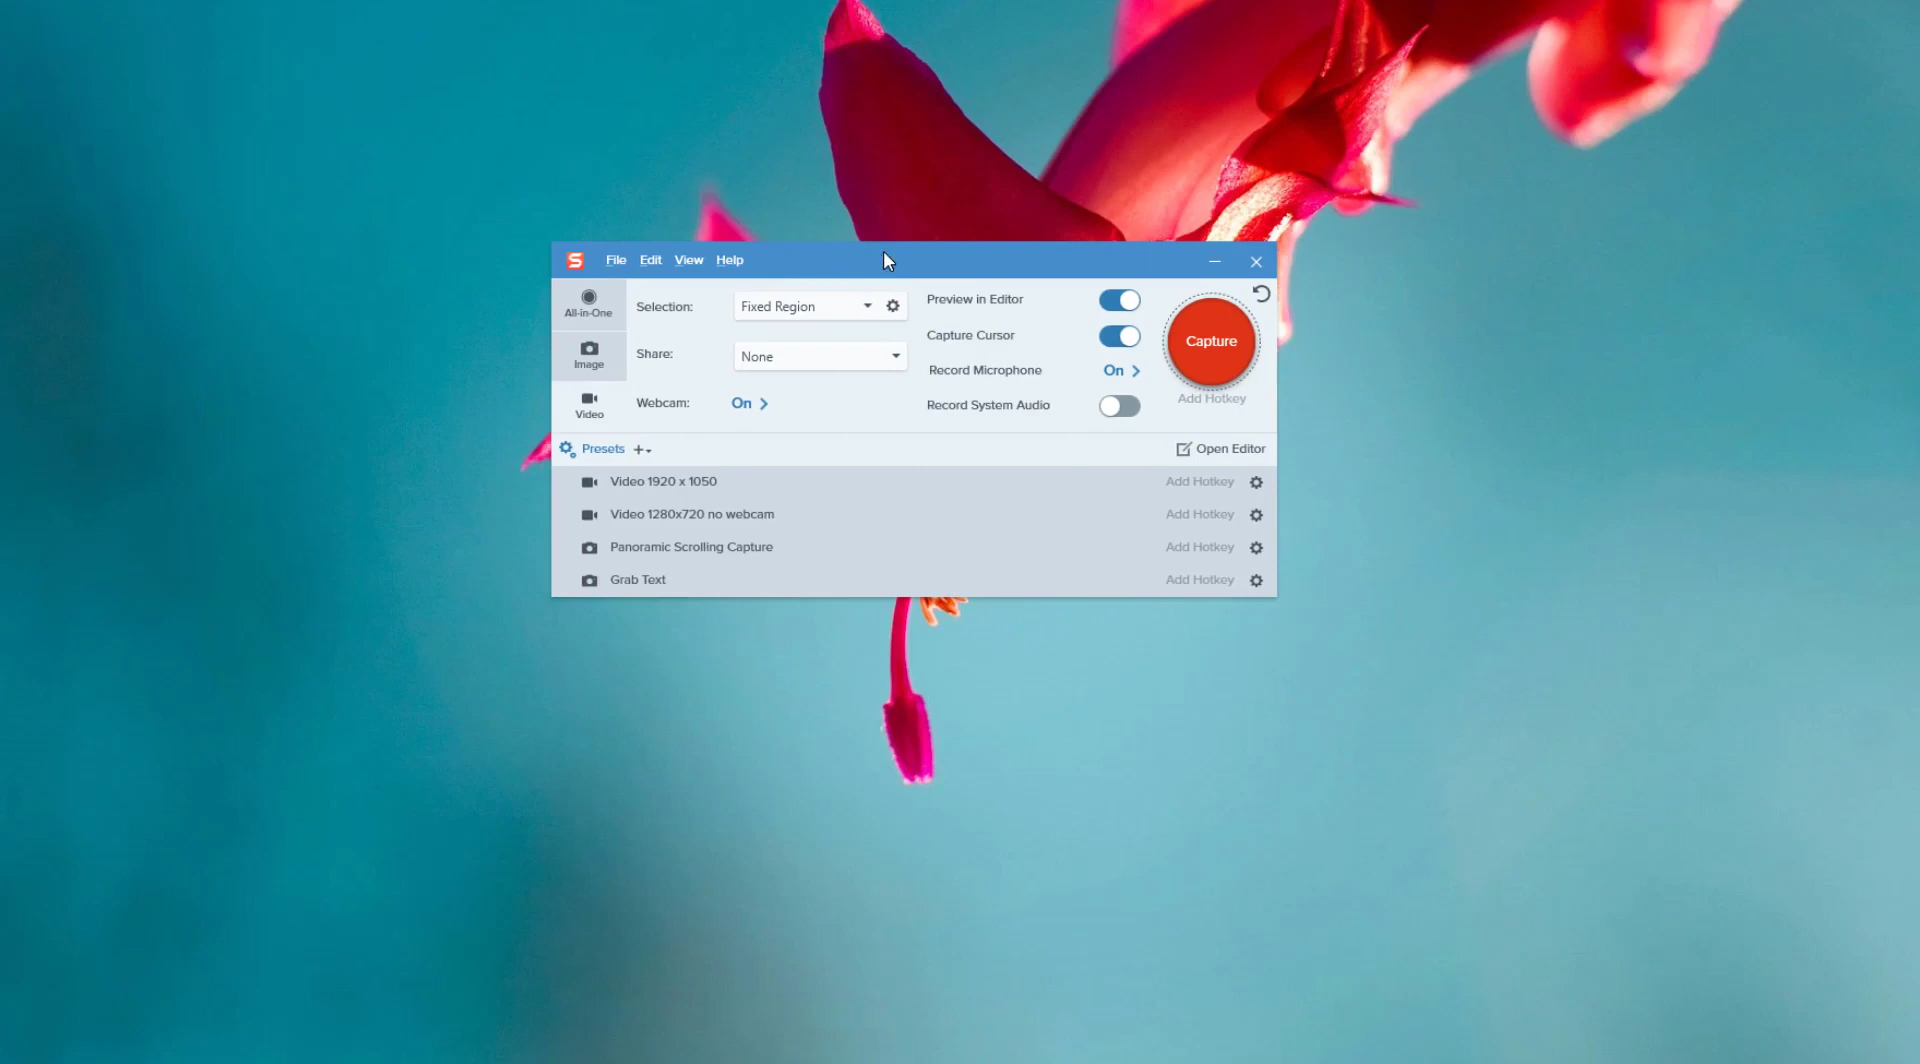 File Edit View Help
All-in-One
Image
Video
Selection: Fixed Region
Share: None
Webcam: On
Preview in Editor
Capture Cursor
Record Microphone On
Record System Audio
Capture
Add Hotkey
Presets
Open Editor
Video 1920 x 1050 Add Hotkey
Video 1280x720 no webcam Add Hotkey
Panoramic Scrolling Capture Add Hotkey
Grab Text Add Hotkey